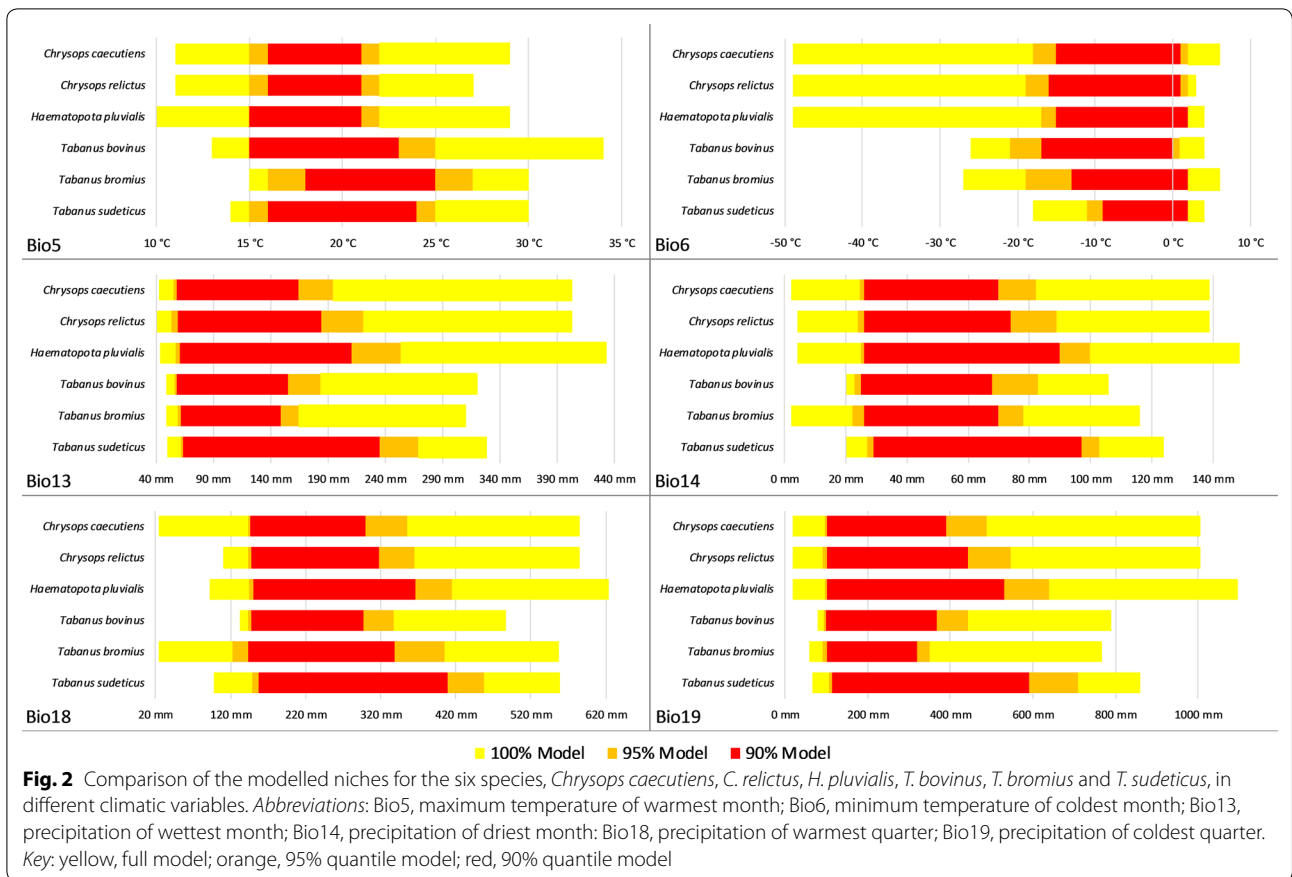 Chrysops caecutiens
Chrysops relictus
Haematopota pluvialis
Tabanus bovinus
Tabanus bromius
Tabanus sudeticus
Bio5
10 °C 15 °C 20 °C 25 °C 30 °C 35 °C
Chrysops caecutiens
Chrysops relictus
Haematopota pluvialis
Tabanus bovinus
Tabanus bromius
Tabanus sudeticus
Bio6
-50 °C -40 °C -30 °C -20 °C -10 °C 0 °C 10 °C
Chrysops caecutiens
Chrysops relictus
Haematopota pluvialis
Tabanus bovinus
Tabanus bromius
Tabanus sudeticus
Bio13
40 mm 90 mm 140 mm 190 mm 240 mm 290 mm 340 mm 390 mm 440 mm
Chrysops caecutiens
Chrysops relictus
Haematopota pluvialis
Tabanus bovinus
Tabanus bromius
Tabanus sudeticus
Bio14
0 mm 20 mm 40 mm 60 mm 80 mm 100 mm 120 mm 140 mm
Chrysops caecutiens
Chrysops relictus
Haematopota pluvialis
Tabanus bovinus
Tabanus bromius
Tabanus sudeticus
Bio18
20 mm 120 mm 220 mm 320 mm 420 mm 520 mm 620 mm
Chrysops caecutiens
Chrysops relictus
Haematopota pluvialis
Tabanus bovinus
Tabanus bromius
Tabanus sudeticus
Bio19
0 mm 200 mm 400 mm 600 mm 800 mm 1000 mm
100% Model 95% Model 90% Model
Fig. 2 Comparison of the modelled niches for the six species, Chrysops caecutiens, C. relictus, H. pluvialis, T. bovinus, T. bromius and T. sudeticus, in
different climatic variables. Abbreviations: Bio5, maximum temperature of warmest month; Bio6, minimum temperature of coldest month; Bio13,
precipitation of wettest month; Bio14, precipitation of driest month: Bio18, precipitation of warmest quarter; Bio19, precipitation of coldest quarter.
Key: yellow, full model; orange, 95% quantile model; red, 90% quantile model